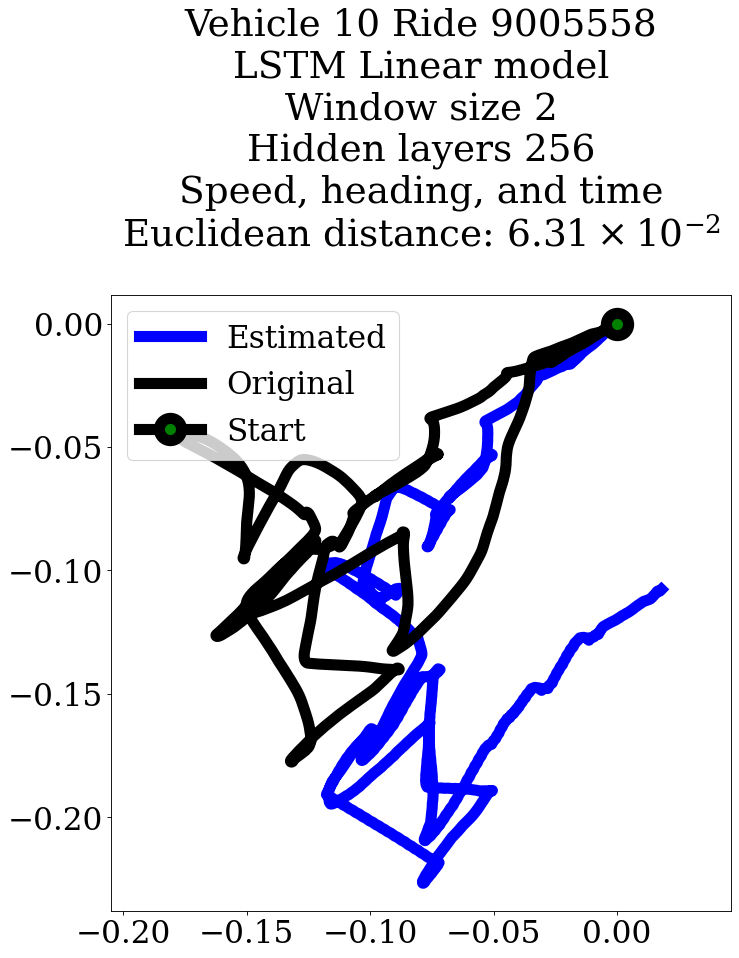 Vehicle 10 Ride 9005558
LSTM Linear model
Window size 2
Hidden layers 256
Speed, heading, and time
Euclidean distance: 6.31 × 10⁻²
Estimated
Original
Start
0.00
−0.05
−0.10
−0.15
−0.20
−0.20 −0.15 −0.10 −0.05 0.00